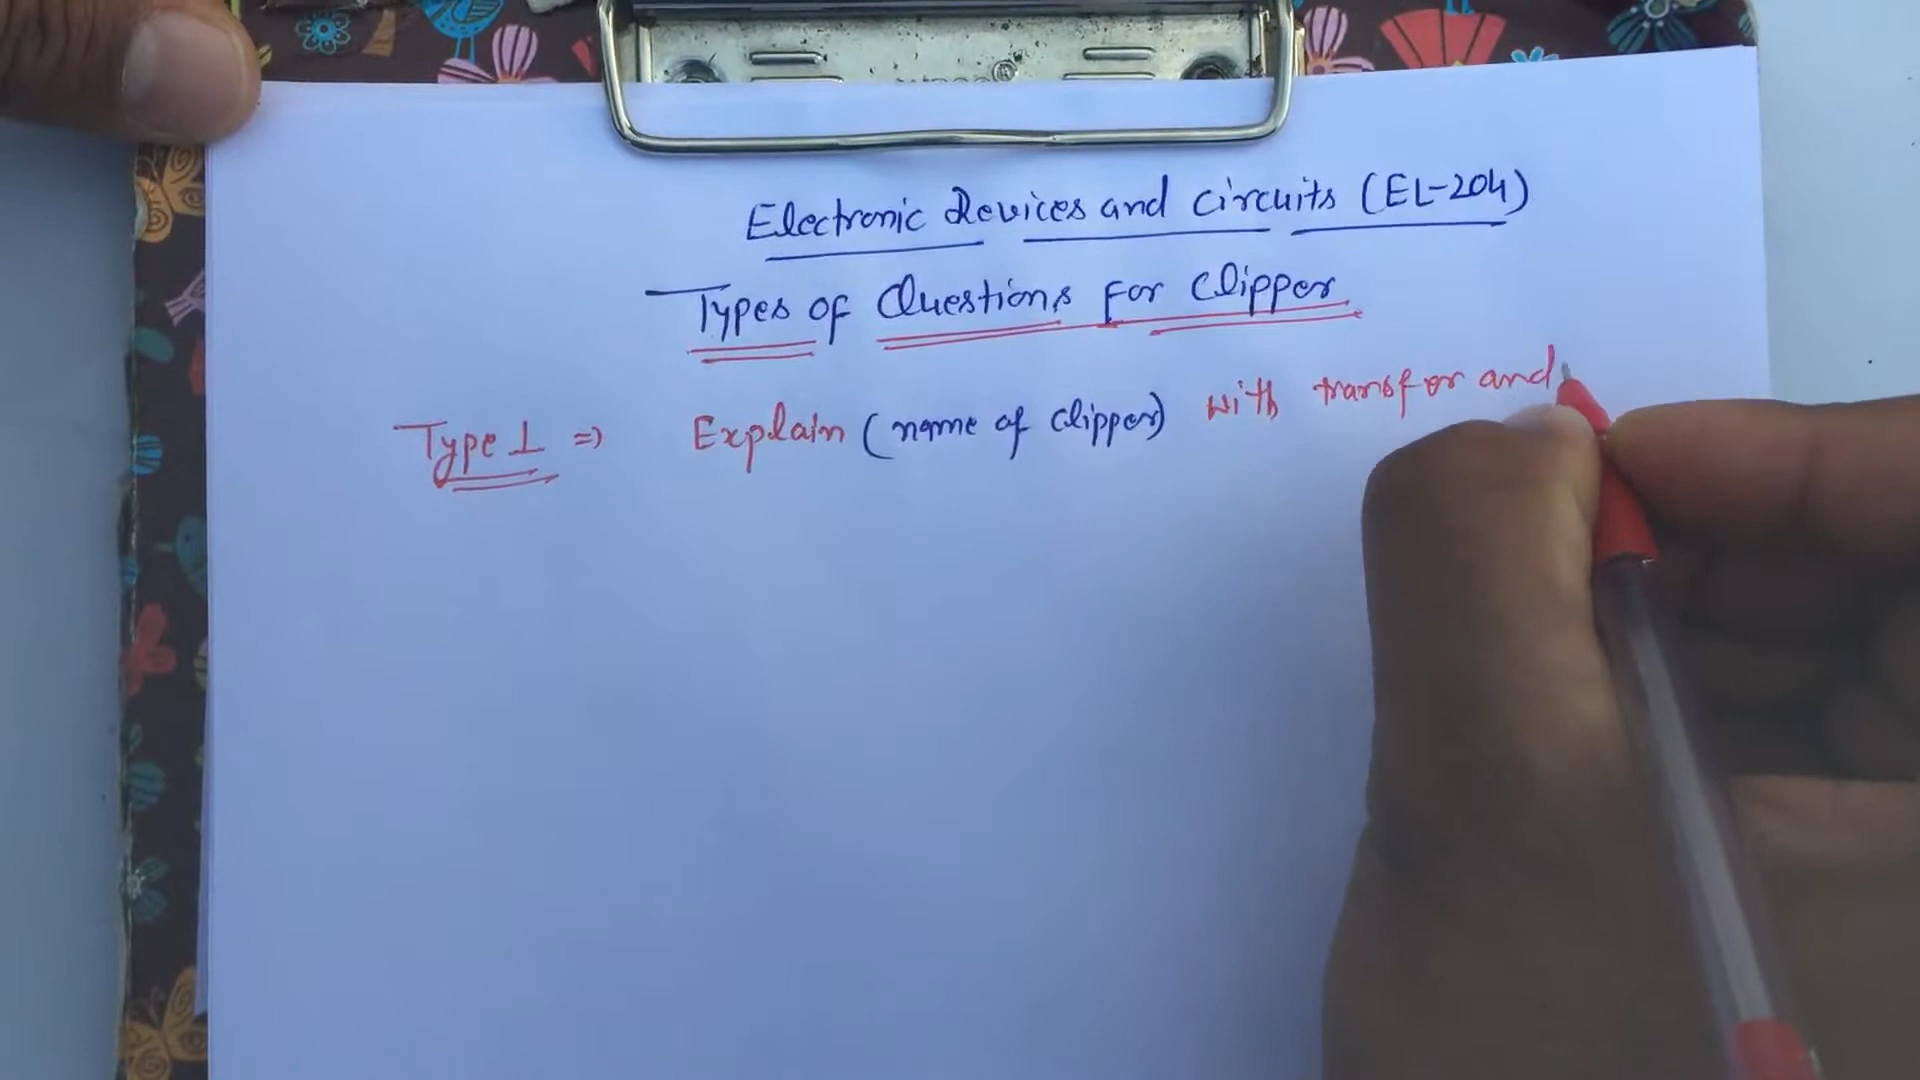 Electronic Devices and circuits (EL-204)
Types of Questions for Clipper
Type 1 => Explain (name of Clipper) with transfer and